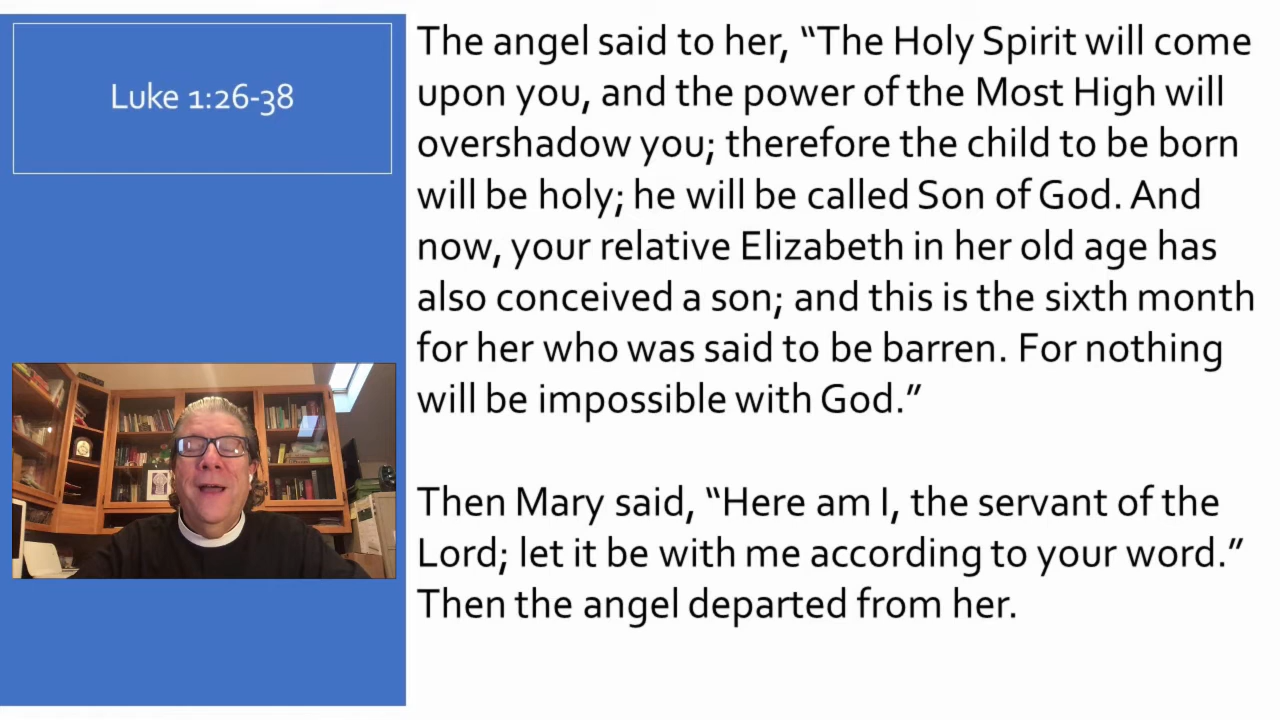 Luke 1:26-38
The angel said to her, “The Holy Spirit will come
upon you, and the power of the Most High will
overshadow you; therefore the child to be born
will be holy; he will be called Son of God. And
now, your relative Elizabeth in her old age has
also conceived a son; and this is the sixth month
for her who was said to be barren. For nothing
will be impossible with God.”
Then Mary said, “Here am I, the servant of the
Lord; let it be with me according to your word.”
Then the angel departed from her.